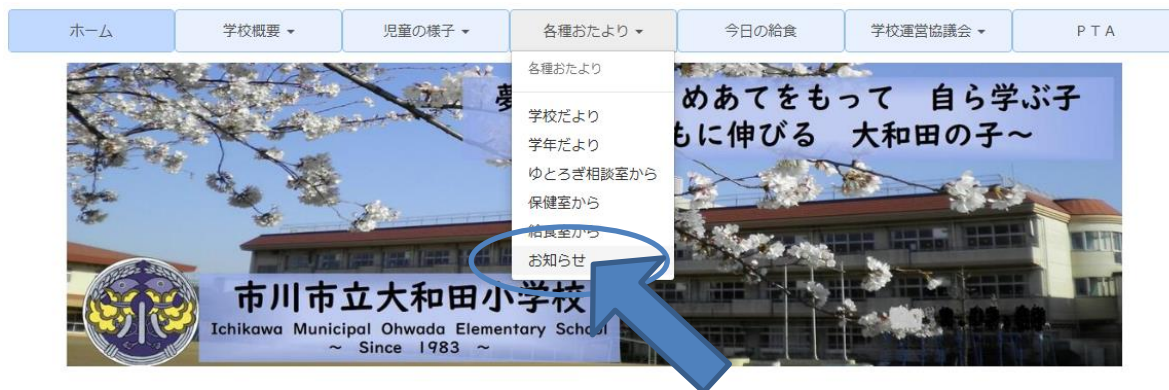 ホーム
学校概要 ▾
児童の様子 ▾
各種おたより ▾
今日の給食
学校運営協議会 ▾
ＰＴＡ
各種おたより
学校だより
学年だより
ゆとろぎ相談室から
保健室から
給食室から
お知らせ
めあてをもって 自ら学ぶ子
もに伸びる 大和田の子～
市川市立大和田小学校
Ichikawa Municipal Ohwada Elementary School
～ Since 1983 ～